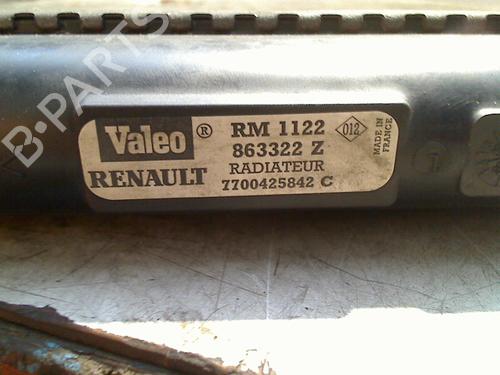 B-PARTS
Valeo ® RM 1122 012
863322 Z
RADIATEUR
RENAULT 7700425842 C
MADE IN
FRANCE